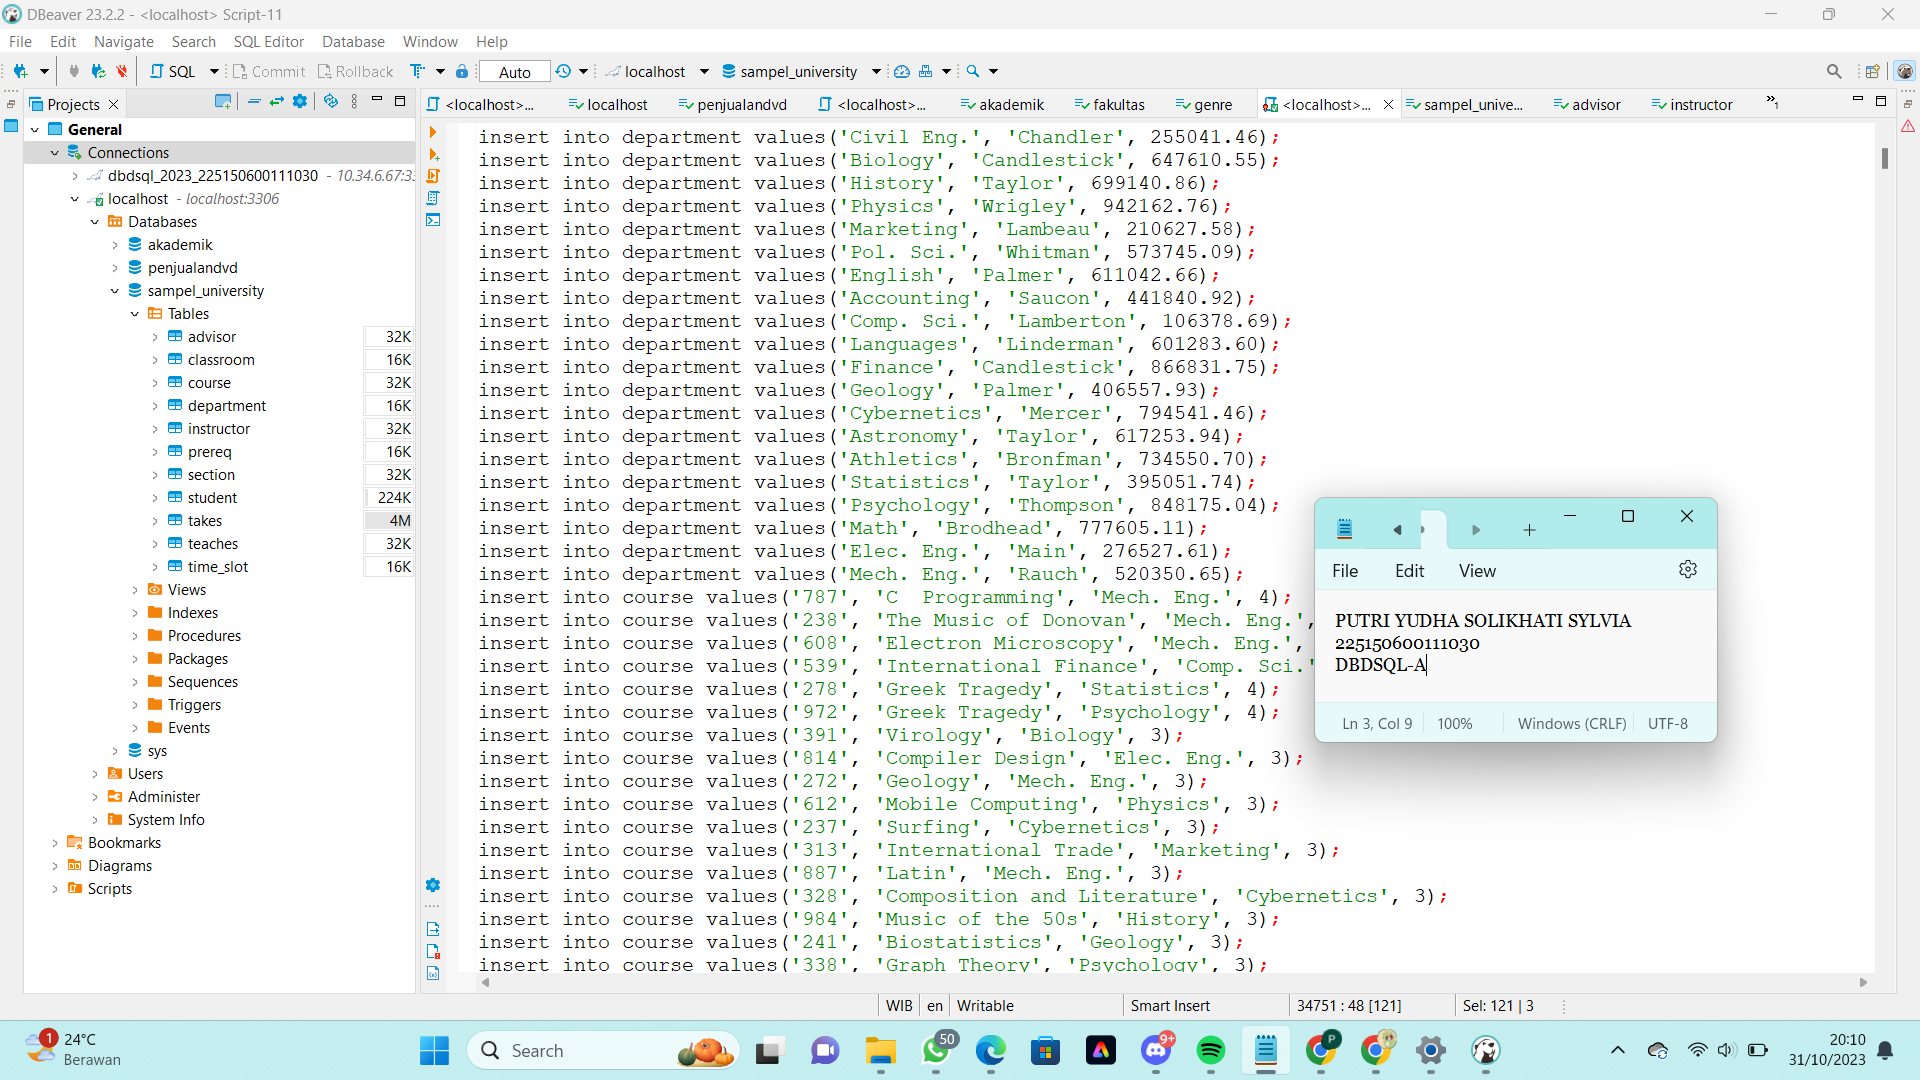 DBeaver 23.2.2 - <localhost> Script-11
File Edit Navigate Search SQL Editor Database Window Help
SQL Commit Rollback Auto localhost sampel_university
Projects
<localhost>... localhost penjualandvd <localhost>... akademik fakultas genre <localhost>... sampel_unive... advisor instructor »1
General
Connections
dbdsql_2023_225150600111030 - 10.34.6.67:33
localhost - localhost:3306
Databases
akademik
penjualandvd
sampel_university
Tables
advisor 32K
classroom 16K
course 32K
department 16K
instructor 32K
prereq 16K
section 32K
student 224K
takes 4M
teaches 32K
time_slot 16K
Views
Indexes
Procedures
Packages
Sequences
Triggers
Events
sys
Users
Administer
System Info
Bookmarks
Diagrams
Scripts
insert into department values('Civil Eng.', 'Chandler', 255041.46);
insert into department values('Biology', 'Candlestick', 647610.55);
insert into department values('History', 'Taylor', 699140.86);
insert into department values('Physics', 'Wrigley', 942162.76);
insert into department values('Marketing', 'Lambeau', 210627.58);
insert into department values('Pol. Sci.', 'Whitman', 573745.09);
insert into department values('English', 'Palmer', 611042.66);
insert into department values('Accounting', 'Saucon', 441840.92);
insert into department values('Comp. Sci.', 'Lamberton', 106378.69);
insert into department values('Languages', 'Linderman', 601283.60);
insert into department values('Finance', 'Candlestick', 866831.75);
insert into department values('Geology', 'Palmer', 406557.93);
insert into department values('Cybernetics', 'Mercer', 794541.46);
insert into department values('Astronomy', 'Taylor', 617253.94);
insert into department values('Athletics', 'Bronfman', 734550.70);
insert into department values('Statistics', 'Taylor', 395051.74);
insert into department values('Psychology', 'Thompson', 848175.04);
insert into department values('Math', 'Brodhead', 777605.11);
insert into department values('Elec. Eng.', 'Main', 276527.61);
insert into department values('Mech. Eng.', 'Rauch', 520350.65);
insert into course values('787', 'C  Programming', 'Mech. Eng.', 4);
insert into course values('238', 'The Music of Donovan', 'Mech. Eng.',
insert into course values('608', 'Electron Microscopy', 'Mech. Eng.',
insert into course values('539', 'International Finance', 'Comp. Sci.'
insert into course values('278', 'Greek Tragedy', 'Statistics', 4);
insert into course values('972', 'Greek Tragedy', 'Psychology', 4);
insert into course values('391', 'Virology', 'Biology', 3);
insert into course values('814', 'Compiler Design', 'Elec. Eng.', 3);
insert into course values('272', 'Geology', 'Mech. Eng.', 3);
insert into course values('612', 'Mobile Computing', 'Physics', 3);
insert into course values('237', 'Surfing', 'Cybernetics', 3);
insert into course values('313', 'International Trade', 'Marketing', 3);
insert into course values('887', 'Latin', 'Mech. Eng.', 3);
insert into course values('328', 'Composition and Literature', 'Cybernetics', 3);
insert into course values('984', 'Music of the 50s', 'History', 3);
insert into course values('241', 'Biostatistics', 'Geology', 3);
insert into course values('338', 'Graph Theory', 'Psychology', 3);
File Edit View
PUTRI YUDHA SOLIKHATI SYLVIA
225150600111030
DBDSQL-A
Ln 3, Col 9 100% Windows (CRLF) UTF-8
WIB en Writable Smart Insert 34751 : 48 [121] Sel: 121 | 3
1 24°C
Berawan
Search
50
9+
P
20:10
31/10/2023